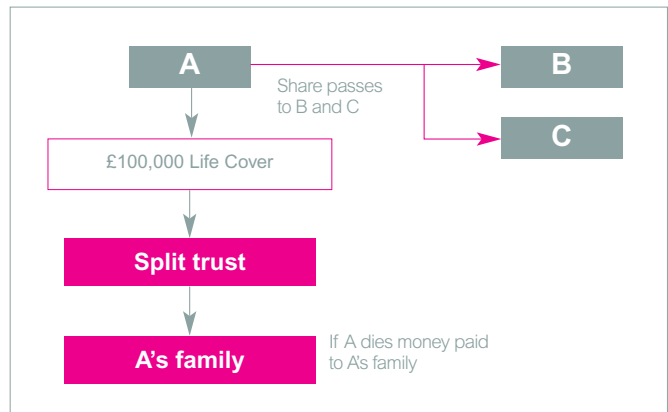 A
B
Share passes
to B and C
C
£100,000 Life Cover
Split trust
A's family
If A dies money paid
to A's family